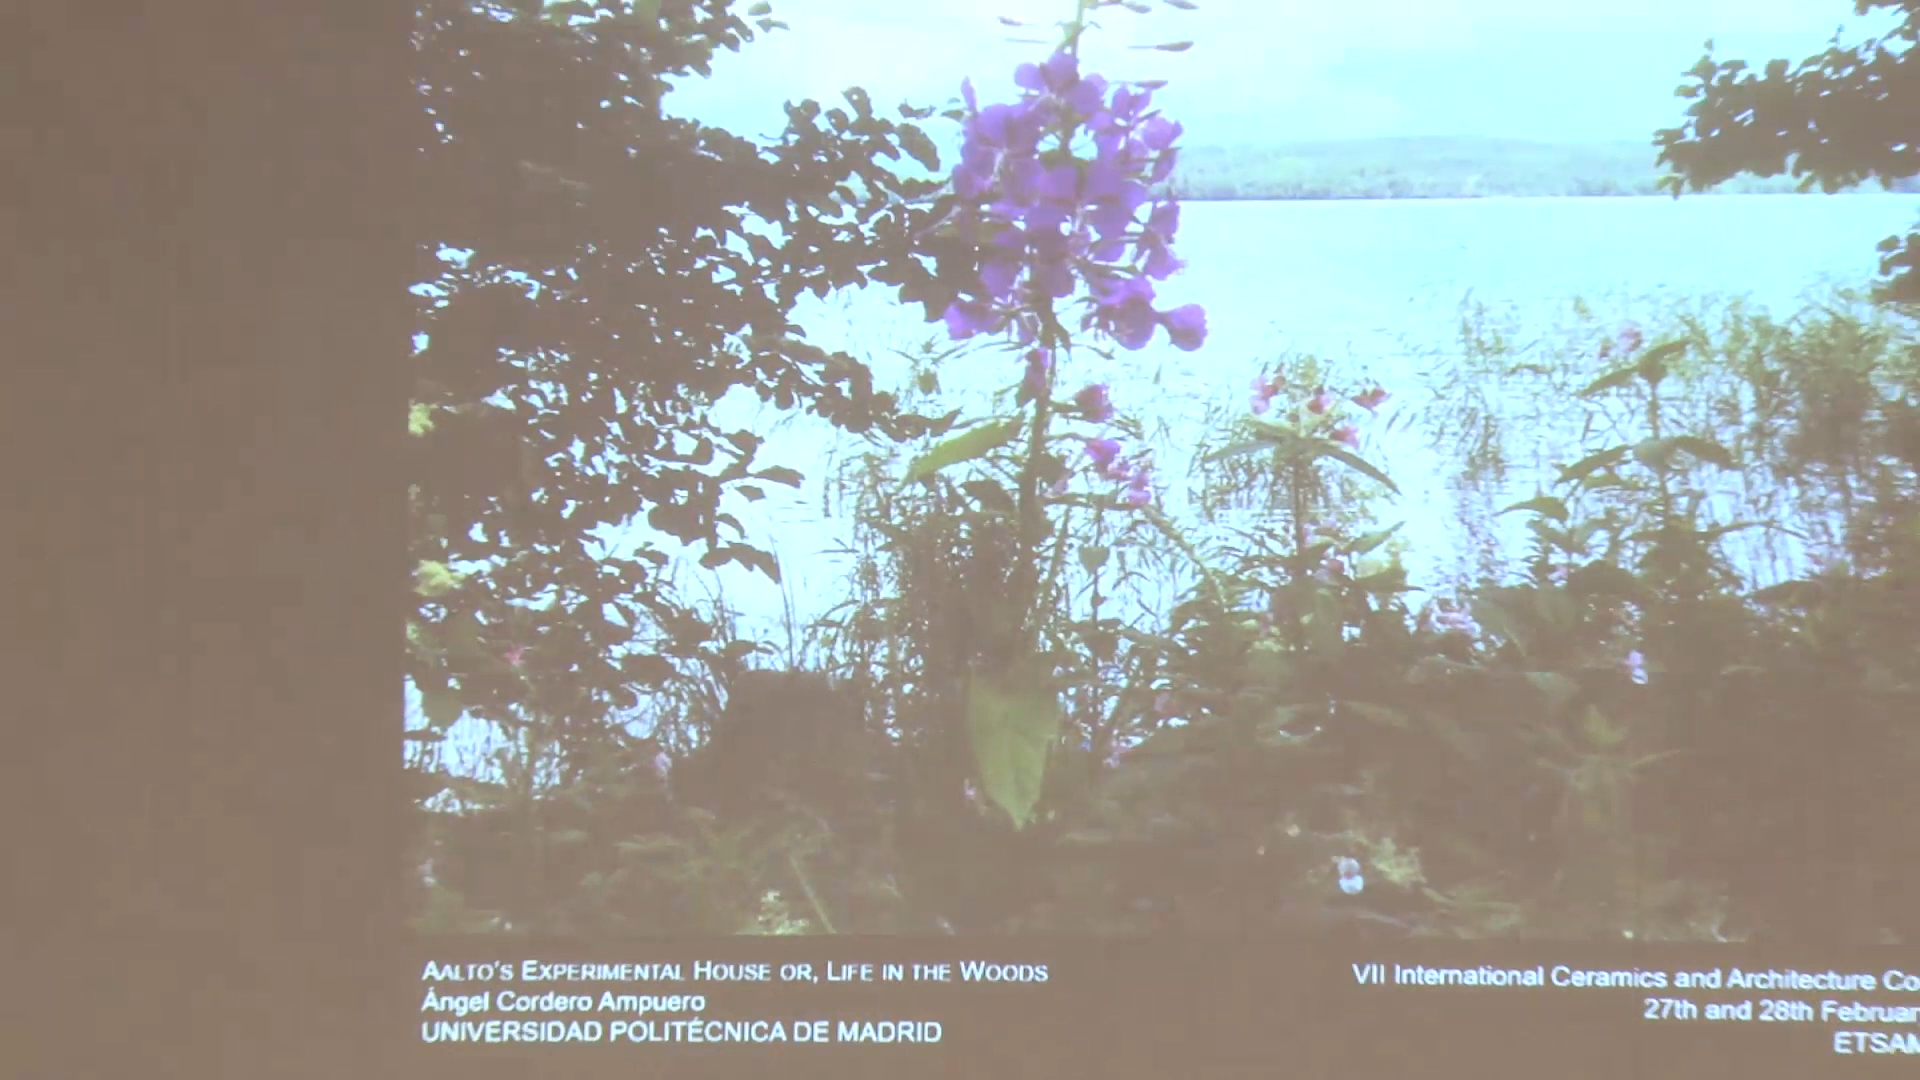 AALTO'S EXPERIMENTAL HOUSE OR, LIFE IN THE WOODS
Ángel Cordero Ampuero
UNIVERSIDAD POLITÉCNICA DE MADRID
VII International Ceramics and Architecture
27th and 28th
ETSAM